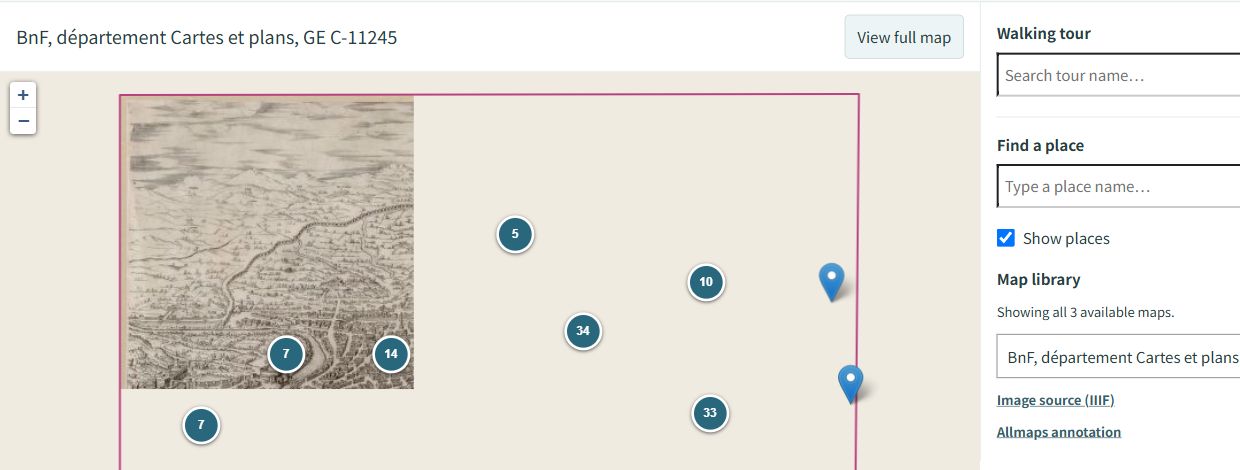 BnF, département Cartes et plans, GE C-11245
View full map
+
−
5
10
34
7
14
7
33
Walking tour
Search tour name…
Find a place
Type a place name…
Show places
Map library
Showing all 3 available maps.
BnF, département Cartes et plans
Image source (IIIF)
Allmaps annotation